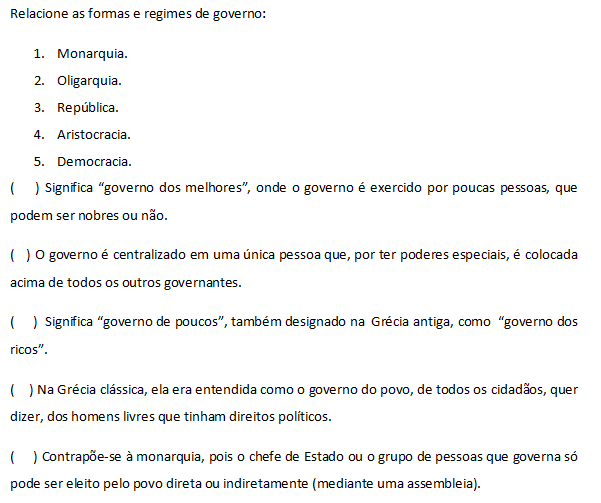 Relacione as formas e regimes de governo:
1. Monarquia.
2. Oligarquia.
3. República.
4. Aristocracia.
5. Democracia.
( ) Significa “governo dos melhores”, onde o governo é exercido por poucas pessoas, que
podem ser nobres ou não.
( ) O governo é centralizado em uma única pessoa que, por ter poderes especiais, é colocada
acima de todos os outros governantes.
( ) Significa “governo de poucos”, também designado na Grécia antiga, como “governo dos
ricos”.
( ) Na Grécia clássica, ela era entendida como o governo do povo, de todos os cidadãos, quer
dizer, dos homens livres que tinham direitos políticos.
( ) Contrapõe-se à monarquia, pois o chefe de Estado ou o grupo de pessoas que governa só
pode ser eleito pelo povo direta ou indiretamente (mediante uma assembleia).